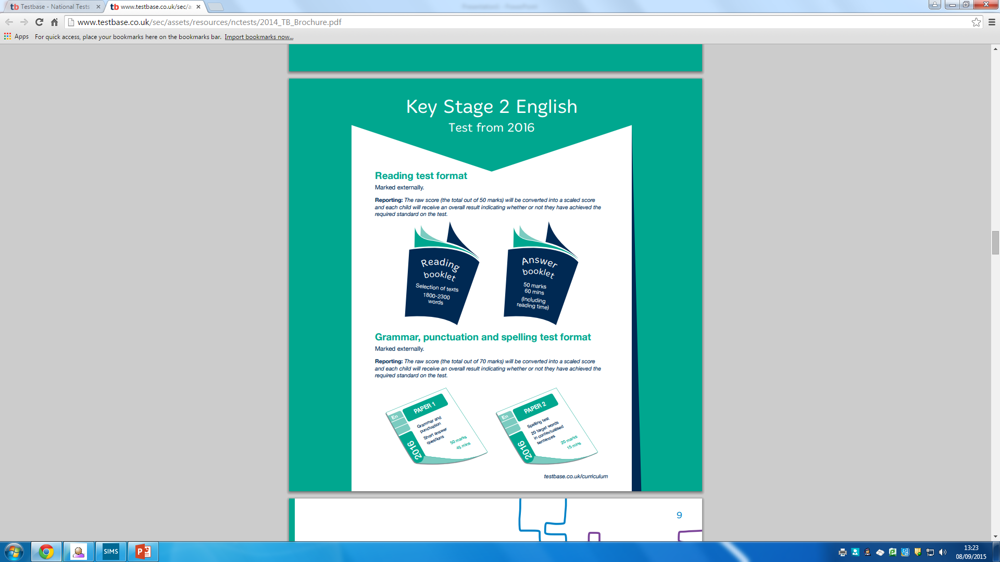 Testbase - National Tests
www.testbase.co.uk/sec/a
www.testbase.co.uk/sec/assets/resources/nctests/2014_TB_Brochure.pdf
Apps For quick access, place your bookmarks here on the bookmarks bar. Import bookmarks now...
Key Stage 2 English
Test from 2016
Reading test format
Marked externally.
Reporting: The raw score (the total out of 50 marks) will be converted into a scaled score
and each child will receive an overall result indicating whether or not they have achieved the
required standard on the test.
Reading
booklet
Selection of texts
1800-2300
words
Answer
booklet
50 marks
60 mins
(Including
reading time)
Grammar, punctuation and spelling test format
Marked externally.
Reporting: The raw score (the total out of 70 marks) will be converted into a scaled score
and each child will receive an overall result indicating whether or not they have achieved the
required standard on the test.
En
PAPER 1
Grammar and
punctuation
Short answer
questions
50 marks
45 mins
2016
En
PAPER 2
Spelling test
20 target words
in contextualised
sentences
20 marks
15 mins
2016
testbase.co.uk/curriculum
9
SIMS
13:23
08/09/2015